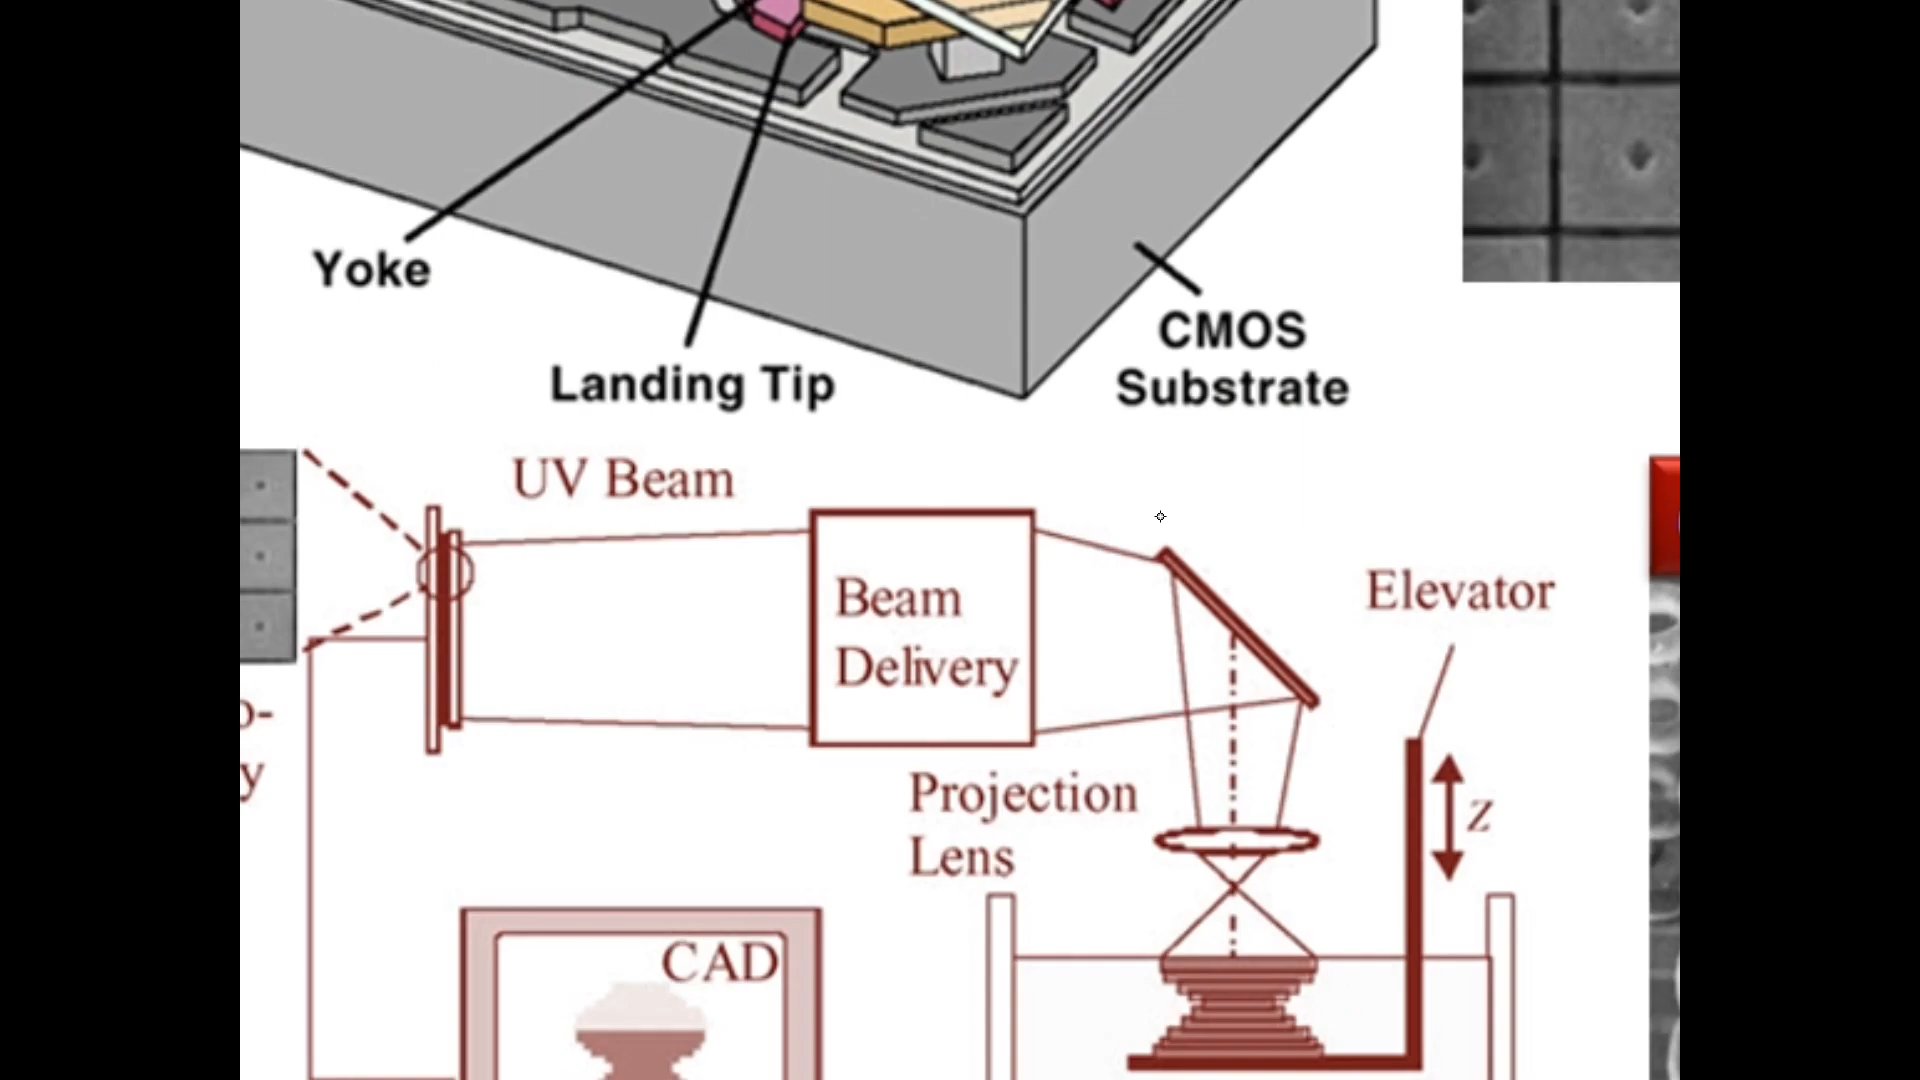 Yoke
Landing Tip
CMOS
Substrate
UV Beam
Beam
Delivery
Elevator
o-
y
Projection
Lens
Z
CAD